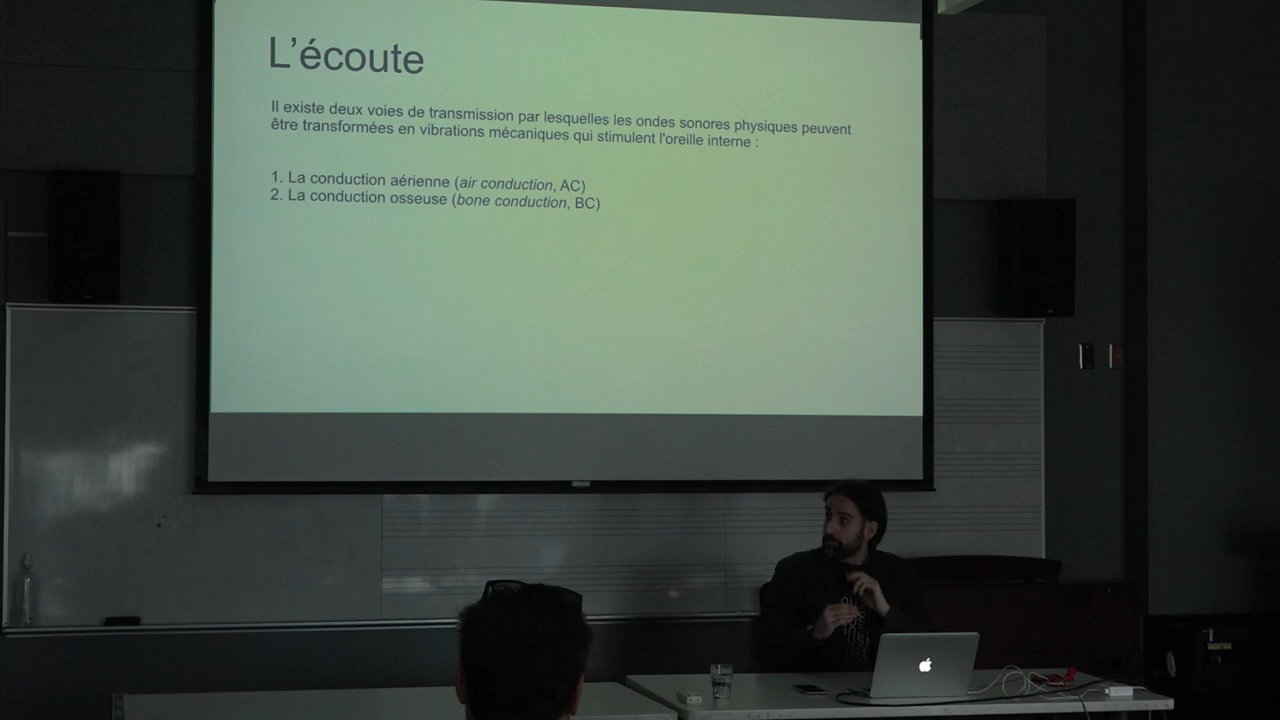 L'écoute
Il existe deux voies de transmission par lesquelles les ondes sonores physiques peuvent
être transformées en vibrations mécaniques qui stimulent l'oreille interne :
1. La conduction aérienne (air conduction, AC)
2. La conduction osseuse (bone conduction, BC)